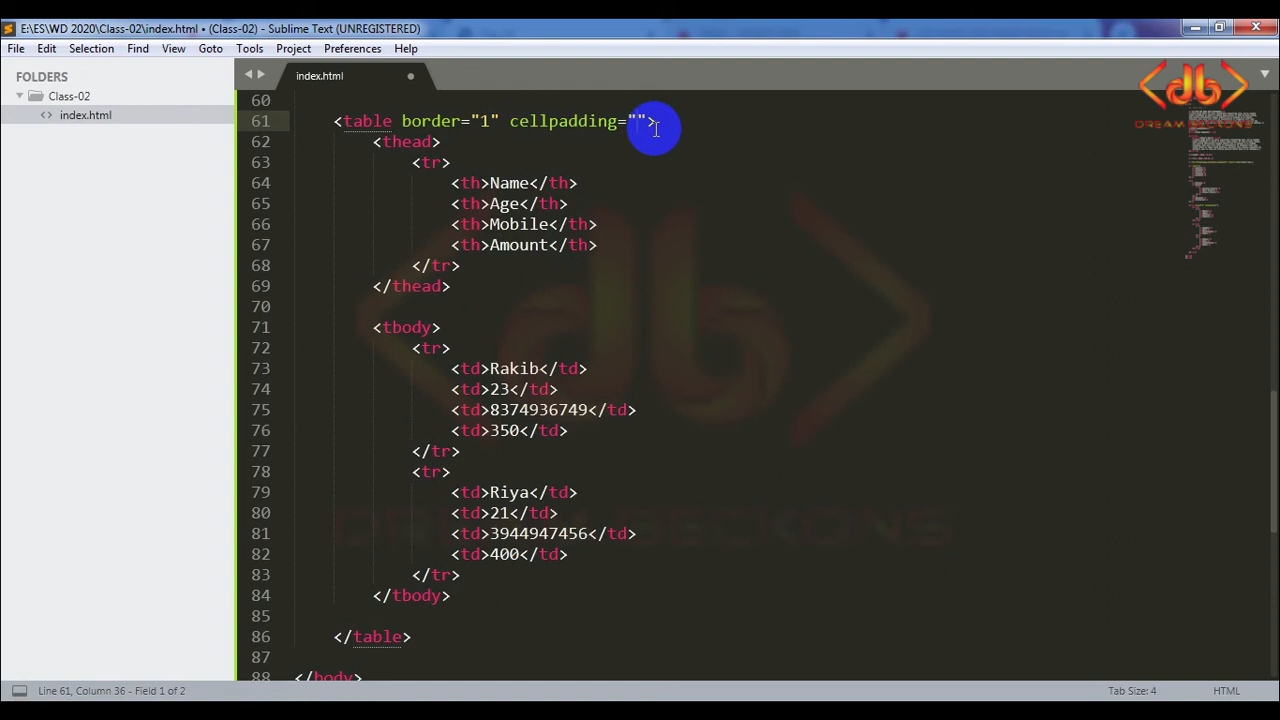 E:\ES\WD 2020\Class-02\index.html • (Class-02) - Sublime Text (UNREGISTERED)
File Edit Selection Find View Goto Tools Project Preferences Help
FOLDERS
Class-02
index.html
index.html
DREAM BECKONS
60
61 <table border="1" cellpadding="">
62 <thead>
63 <tr>
64 <th>Name</th>
65 <th>Age</th>
66 <th>Mobile</th>
67 <th>Amount</th>
68 </tr>
69 </thead>
70
71 <tbody>
72 <tr>
73 <td>Rakib</td>
74 <td>23</td>
75 <td>8374936749</td>
76 <td>350</td>
77 </tr>
78 <tr>
79 <td>Riya</td>
80 <td>21</td>
81 <td>3944947456</td>
82 <td>400</td>
83 </tr>
84 </tbody>
85
86 </table>
87
88 </body>
DREAM BECKONS
Line 61, Column 36 - Field 1 of 2
Tab Size: 4
HTML